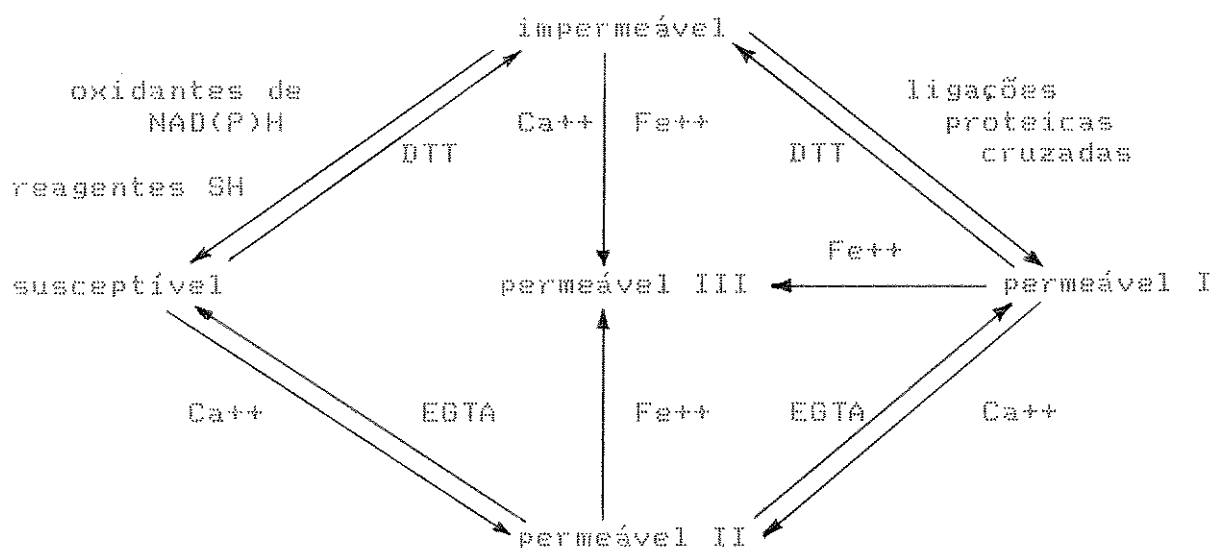 impermeável
oxidantes de
NAD(P)H
reagentes SH
DTT
Ca++ Fe++
DTT
ligações
proteicas
cruzadas
susceptível
permeável III
Fe++
permeável I
Ca++
EGTA
Fe++
EGTA
Ca++
permeável II